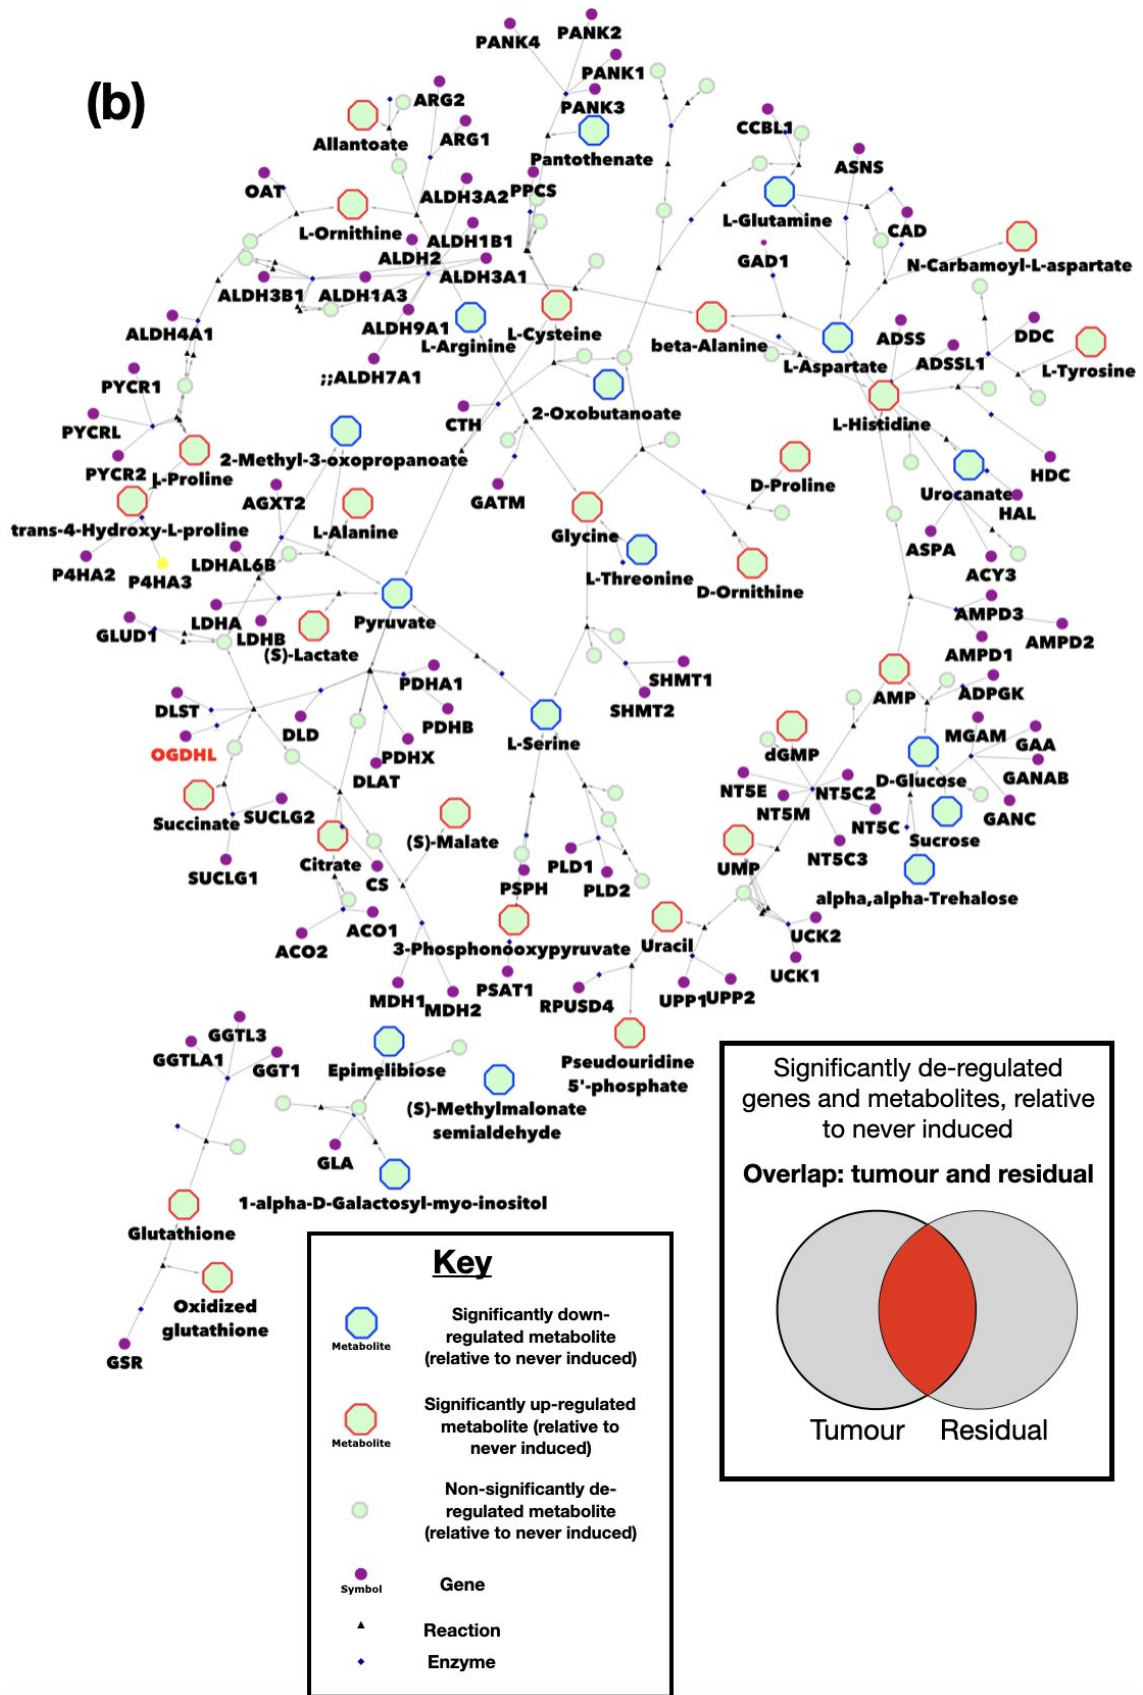 (b)
PANK4
PANK2
PANK1
PANK3
Pantothenate
ARG2
ARG1
Allantoate
CCBL1
ASNS
OAT
ALDH3A2
PPCS
L-Glutamine
L-Ornithine
ALDH1B1
ALDH2
CAD
N-Carbamoyl-L-aspartate
GAD1
ALDH3A1
ALDH3B1
ALDH1A3
ALDH9A1
L-Arginine
L-Cysteine
beta-Alanine
L-Aspartate
ADSS
ADSSL1
DDC
L-Tyrosine
ALDH4A1
;;ALDH7A1
PYCR1
PYCRL
PYCR2
L-Proline
2-Methyl-3-oxopropanoate
CTH
2-Oxobutanoate
L-Histidine
HDC
Urocanate
HAL
trans-4-Hydroxy-L-proline
AGXT2
L-Alanine
GATM
Glycine
D-Proline
P4HA2
P4HA3
LDHAL6B
L-Threonine
D-Ornithine
ASPA
ACY3
GLUD1
LDHA
LDHB
(S)-Lactate
Pyruvate
AMPD3
AMPD2
AMPD1
SHMT1
SHMT2
AMP
ADPGK
DLST
OGDHL
DLD
PDHA1
PDHB
PDHX
DLAT
L-Serine
dGMP
MGAM
GAA
GANAB
GANC
D-Glucose
NT5E
NT5M
NT5C2
NT5C
NT5C3
Sucrose
Succinate
SUCLG2
SUCLG1
Citrate
CS
(S)-Malate
PLD1
PLD2
PSPH
UMP
alpha,alpha-Trehalose
ACO2
ACO1
3-Phosphonooxypyruvate
Uracil
UCK2
UCK1
MDH1
MDH2
PSAT1
RPUSD4
UPP1
UPP2
Pseudouridine
5'-phosphate
GGTL3
GGTLA1
GGT1
Epimelibiose
(S)-Methylmalonate
semialdehyde
GLA
1-alpha-D-Galactosyl-myo-inositol
Glutathione
Oxidized
glutathione
GSR
Significantly de-regulated
genes and metabolites, relative
to never induced
Overlap: tumour and residual
Tumour
Residual
Key
Metabolite
Significantly down-
regulated metabolite
(relative to never induced)
Metabolite
Significantly up-regulated
metabolite (relative to
never induced)
Non-significantly de-
regulated metabolite
(relative to never induced)
Symbol
Gene
Reaction
Enzyme